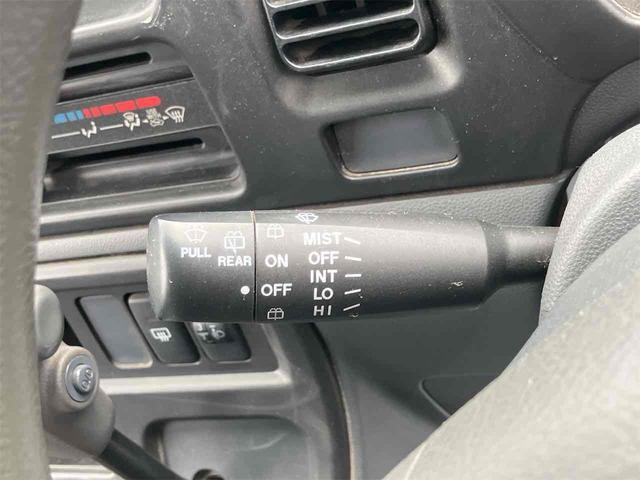 PULL
REAR
ON
OFF
MIST
OFF
INT
LO
HI